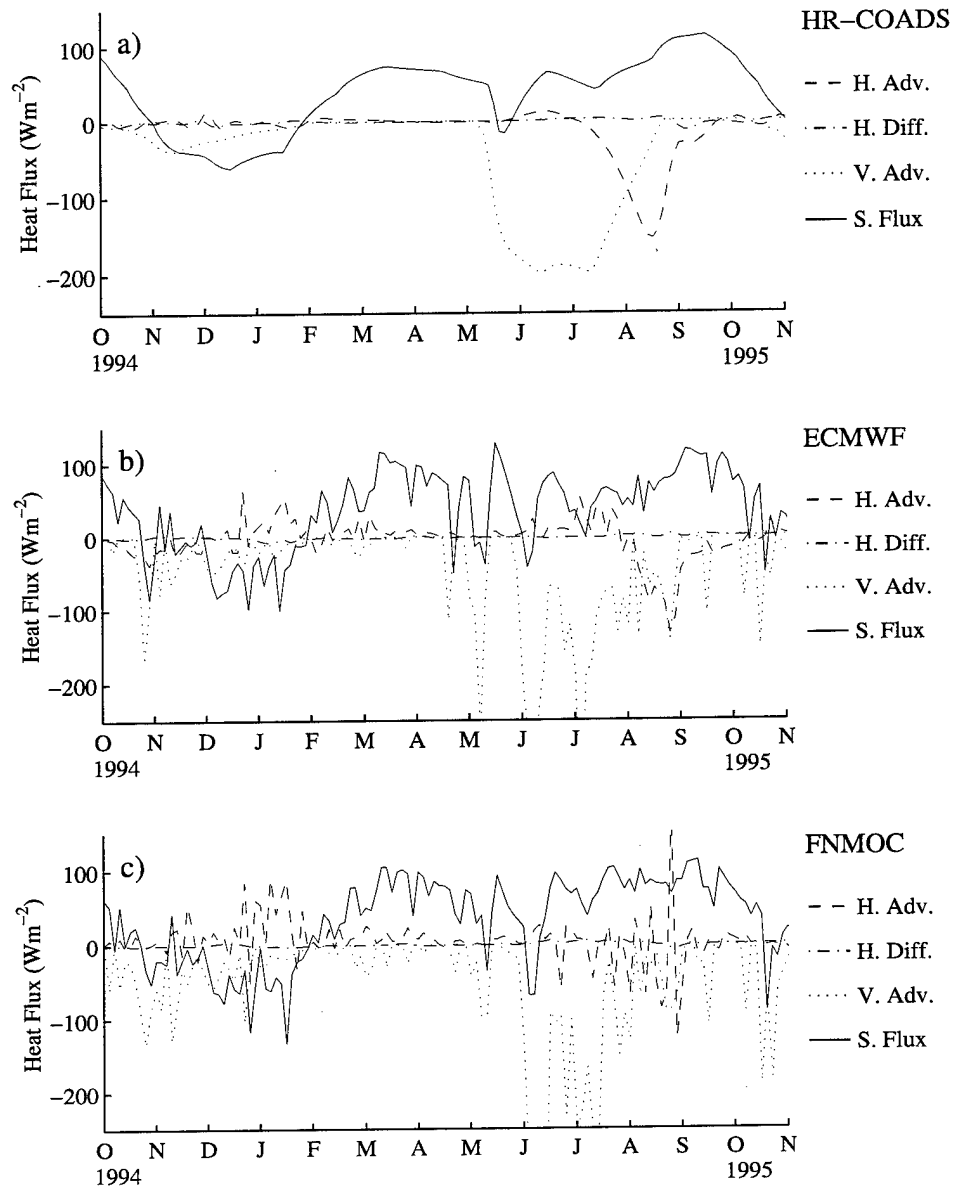 HR−COADS
a)
100
0
−100
−200
Heat Flux (Wm−2)
H. Adv.
H. Diff.
V. Adv.
S. Flux
O N D J F M A M J J A S O N
1994 1995
ECMWF
b)
100
0
−100
−200
Heat Flux (Wm−2)
H. Adv.
H. Diff.
V. Adv.
S. Flux
O N D J F M A M J J A S O N
1994 1995
FNMOC
c)
100
0
−100
−200
Heat Flux (Wm−2)
H. Adv.
H. Diff.
V. Adv.
S. Flux
O N D J F M A M J J A S O N
1994 1995